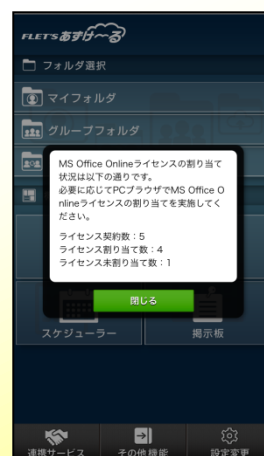 FLET'S あずけ〜る
フォルダ選択
マイフォルダ
グループフォルダ
MS Office Onlineライセンスの割り当て
状況は以下の通りです。
必要に応じてPCブラウザでMS Office O
nlineライセンスの割り当てを実施してく
ださい。
ライセンス契約数：5
ライセンス割り当て数：4
ライセンス未割り当て数：1
閉じる
スケジューラー
掲示板
連携サービス
その他機能
設定変更